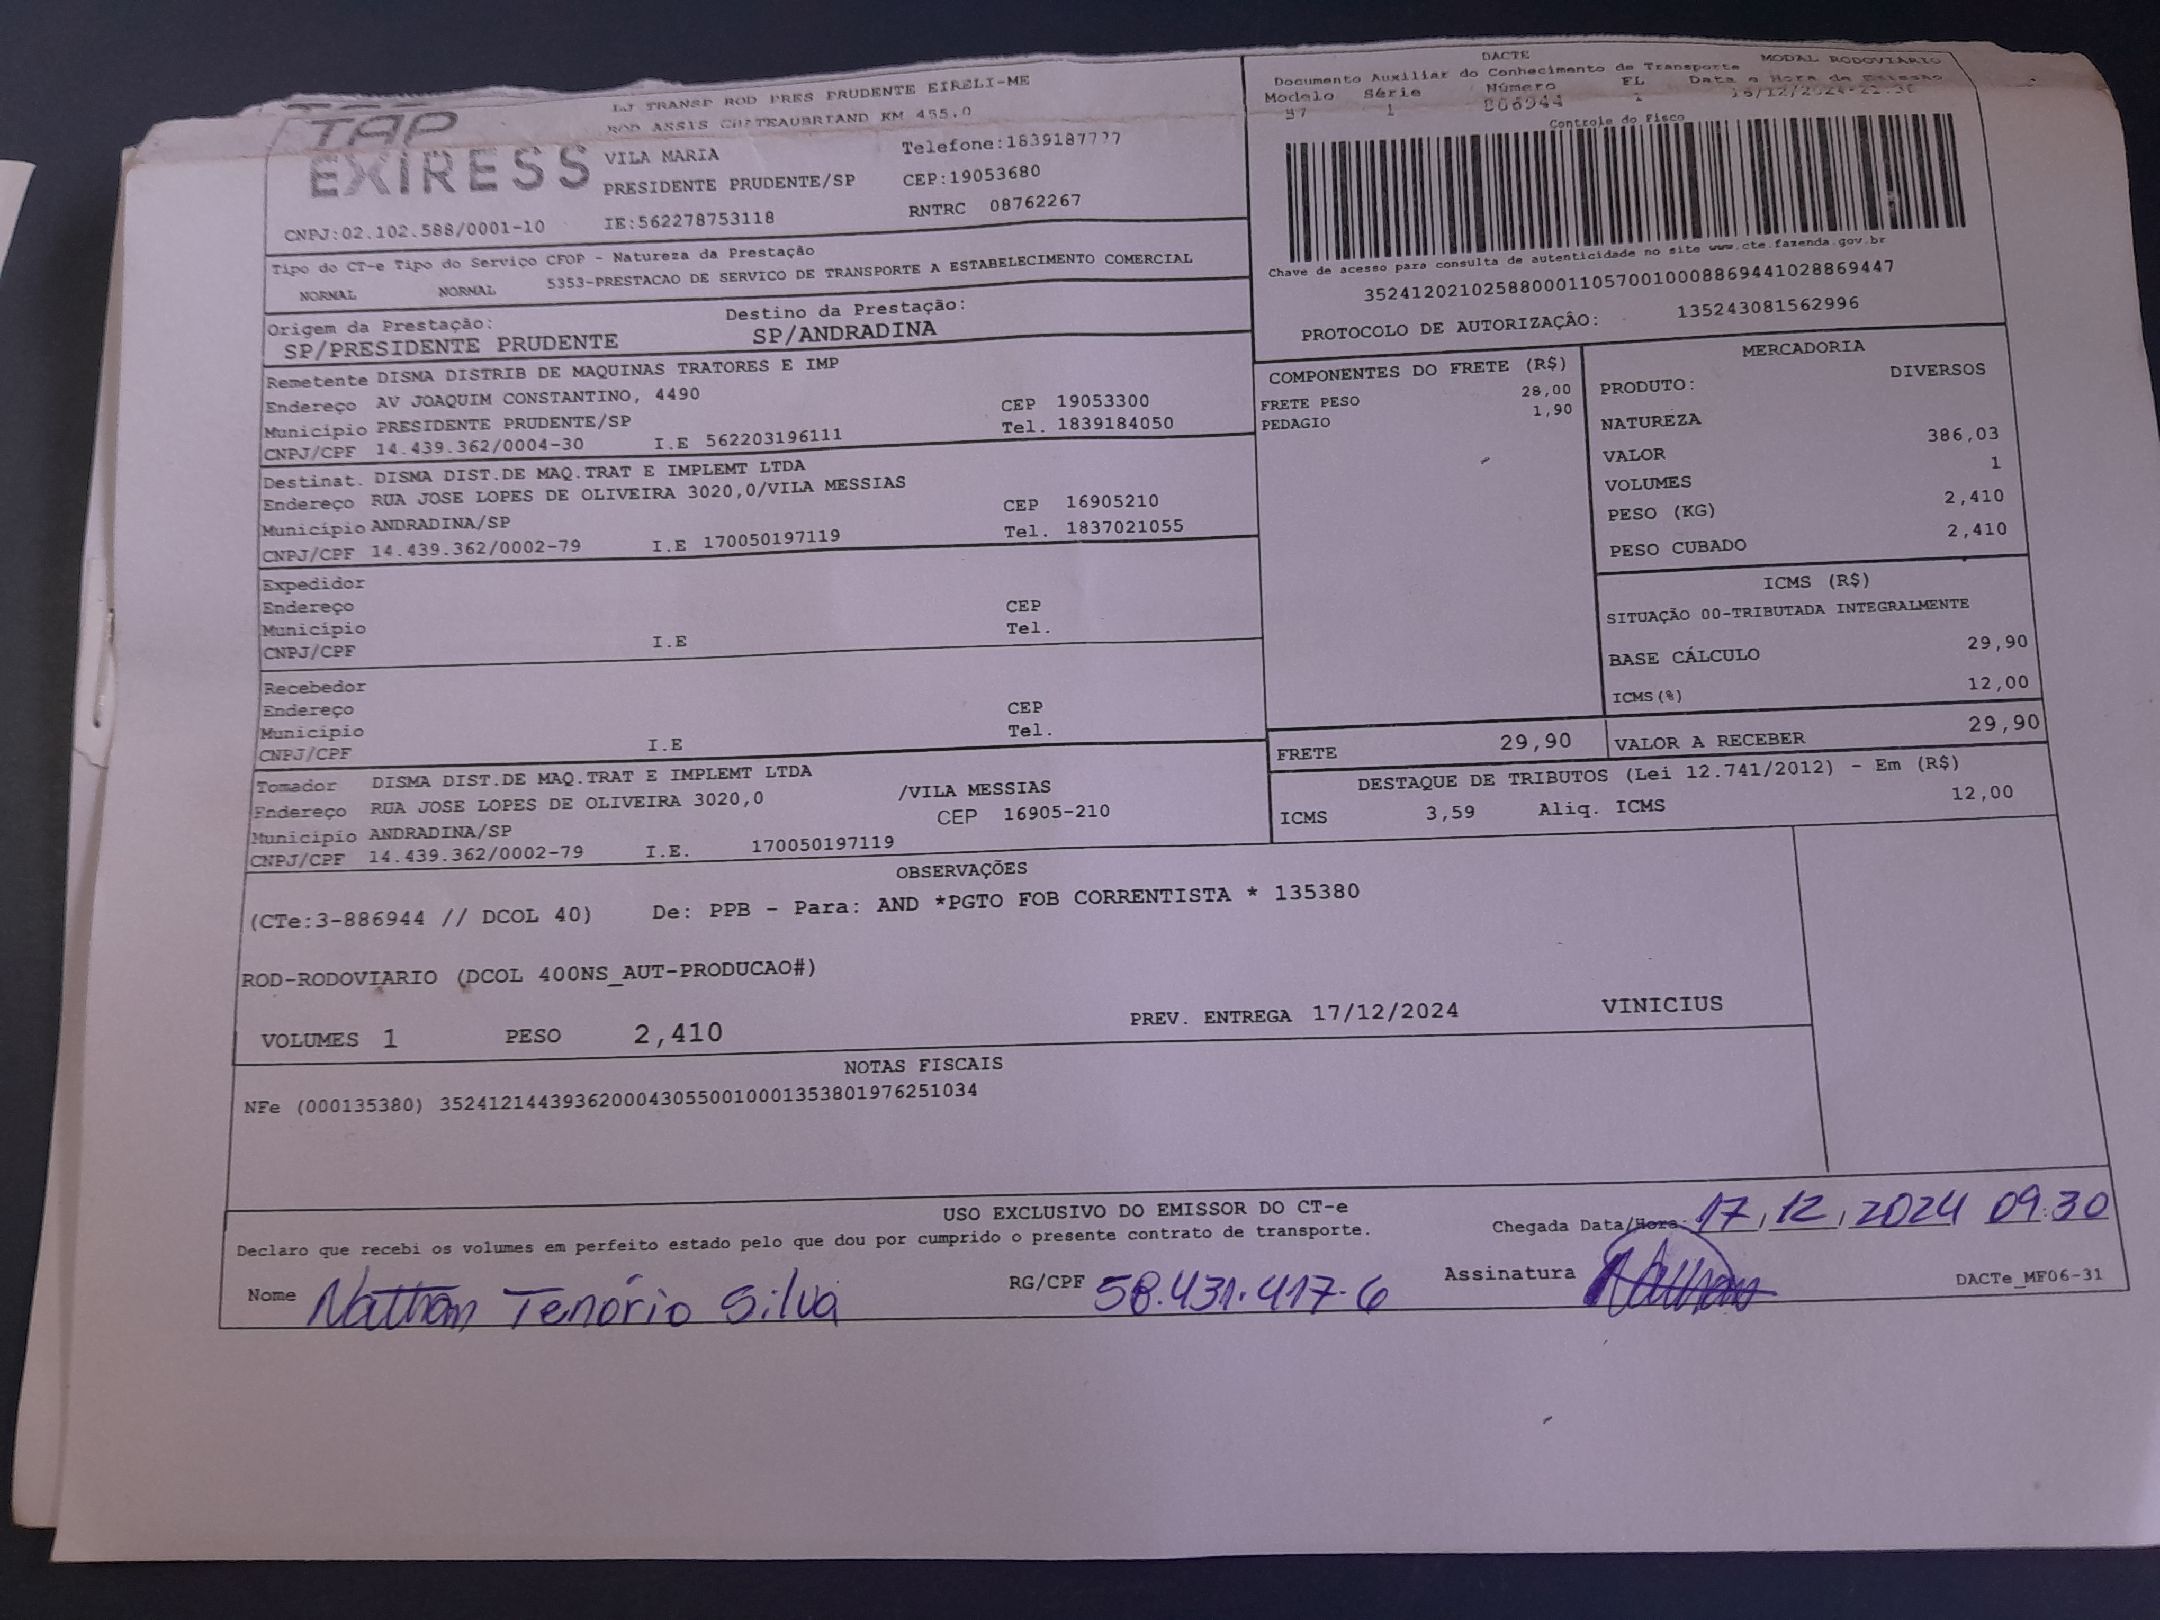 TAP
EXIRESS
TRANSP ROD PRES PRUDENTE EIRELI-ME
ROD ASSIS CHATEAUBRIAND KM 455,0
VILA MARIA Telefone:1839187777
PRESIDENTE PRUDENTE/SP CEP:19053680
CNPJ:02.102.588/0001-10 IE:562278753118 RNTRC 08762267
Tipo do CT-e Tipo do Serviço CFOP - Natureza da Prestação
NORMAL NORMAL 5353-PRESTACAO DE SERVICO DE TRANSPORTE A ESTABELECIMENTO COMERCIAL
Origem da Prestação: Destino da Prestação:
SP/PRESIDENTE PRUDENTE SP/ANDRADINA
DACTE MODAL RODOVIARIO
Documento Auxiliar do Conhecimento de Transporte
Modelo Série Número FL Data e Hora de Emissão
57 1 886944 1
Controle do Fisco
Chave de acesso para consulta de autenticidade no site www.cte.fazenda.gov.br
35241202102588000110570010008869441028869447
PROTOCOLO DE AUTORIZAÇÂO: 135243081562996
Remetente DISMA DISTRIB DE MAQUINAS TRATORES E IMP
Endereço AV JOAQUIM CONSTANTINO, 4490 CEP 19053300
Município PRESIDENTE PRUDENTE/SP Tel. 1839184050
CNPJ/CPF 14.439.362/0004-30 I.E 562203196111
Destinat. DISMA DIST.DE MAQ.TRAT E IMPLEMT LTDA
Endereço RUA JOSE LOPES DE OLIVEIRA 3020,0/VILA MESSIAS CEP 16905210
Município ANDRADINA/SP Tel. 1837021055
CNPJ/CPF 14.439.362/0002-79 I.E 170050197119
Expedidor
Endereço CEP
Município Tel.
CNPJ/CPF I.E
Recebedor
Endereço CEP
Município Tel.
CNPJ/CPF I.E
Tomador DISMA DIST.DE MAQ.TRAT E IMPLEMT LTDA
Endereço RUA JOSE LOPES DE OLIVEIRA 3020,0 /VILA MESSIAS
Município ANDRADINA/SP CEP 16905-210
CNPJ/CPF 14.439.362/0002-79 I.E. 170050197119
COMPONENTES DO FRETE (R$)
FRETE PESO 28,00
PEDAGIO 1,90
MERCADORIA
PRODUTO: DIVERSOS
NATUREZA
VALOR 386,03
VOLUMES 1
PESO (KG) 2,410
PESO CUBADO 2,410
ICMS (R$)
SITUAÇÃO 00-TRIBUTADA INTEGRALMENTE
BASE CÁLCULO 29,90
ICMS(%) 12,00
FRETE 29,90 VALOR A RECEBER 29,90
DESTAQUE DE TRIBUTOS (Lei 12.741/2012) - Em (R$)
ICMS 3,59 Aliq. ICMS 12,00
OBSERVAÇÕES
(CTe:3-886944 // DCOL 40) De: PPB - Para: AND *PGTO FOB CORRENTISTA * 135380
ROD-RODOVIARIO (DCOL 400NS_AUT-PRODUCAO#)
VOLUMES 1 PESO 2,410 PREV. ENTREGA 17/12/2024 VINICIUS
NOTAS FISCAIS
NFe (000135380) 35241214439362000430550010001353801976251034
USO EXCLUSIVO DO EMISSOR DO CT-e
Declaro que recebi os volumes em perfeito estado pelo que dou por cumprido o presente contrato de transporte.
Chegada Data/Hora: 17/12/2024 09:30
Nome Nathan Tenório Silva RG/CPF 58.431.417-6 Assinatura Nathan
DACTe_MF06-31